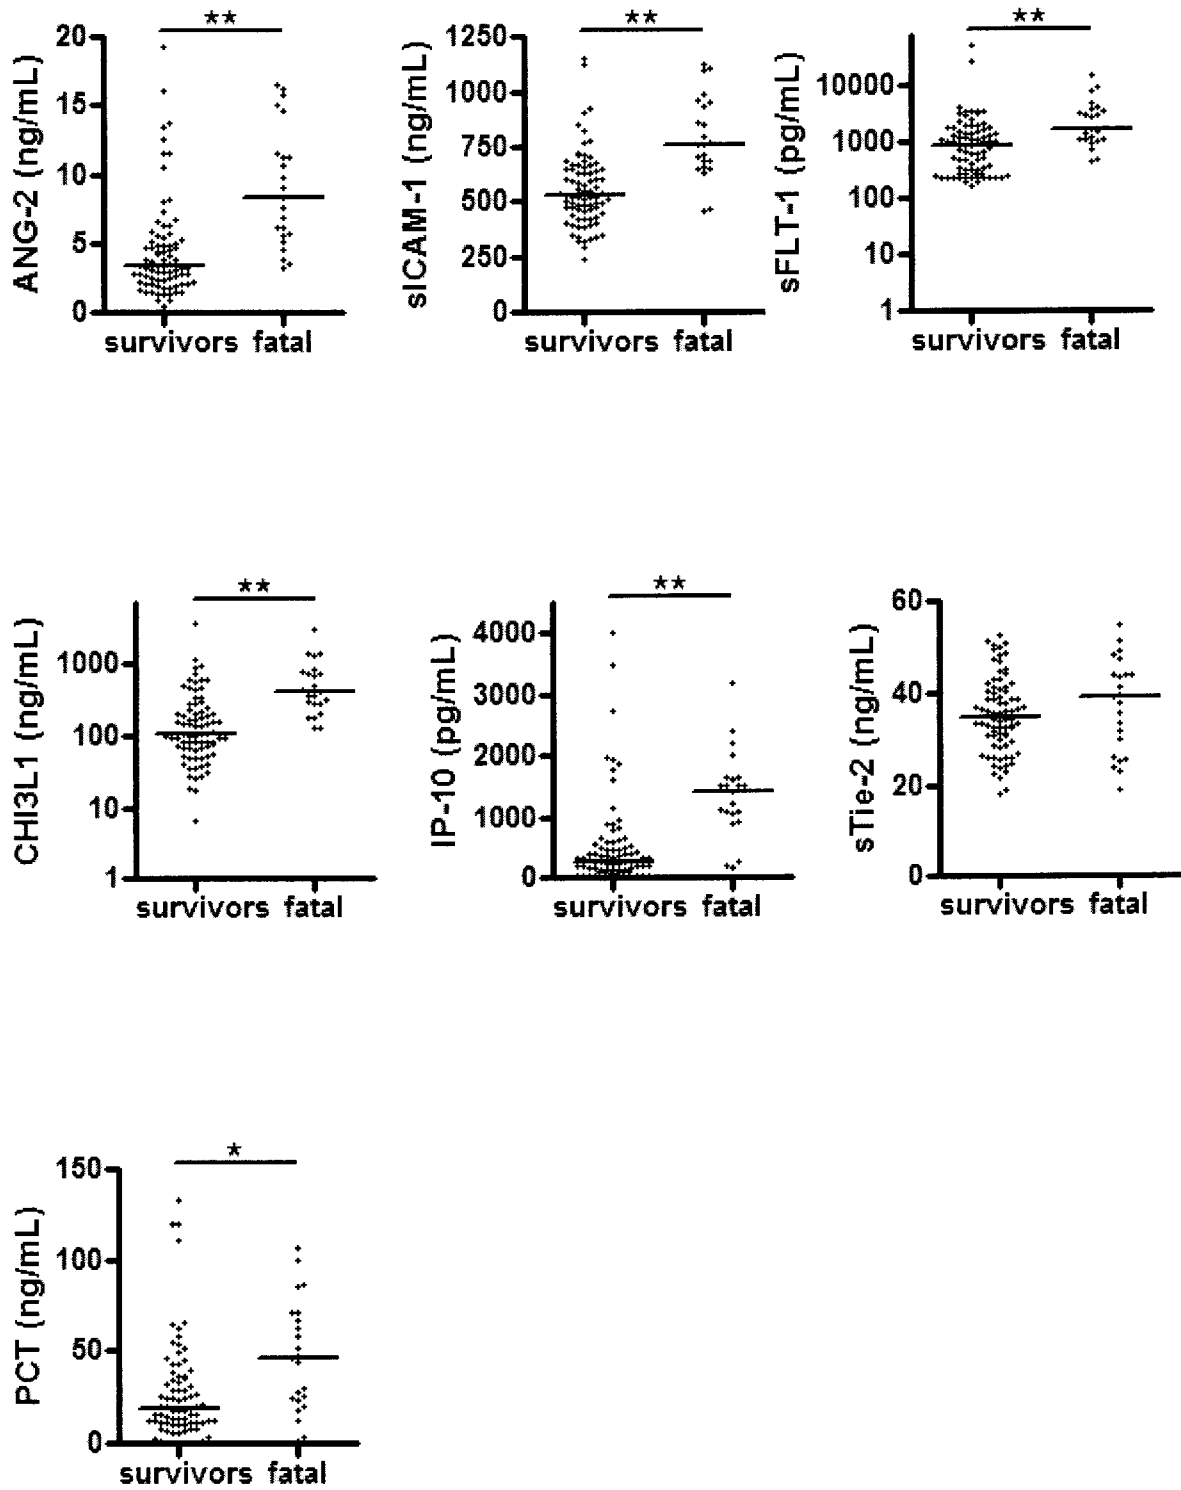 **
ANG-2 (ng/mL)
20
15
10
5
0
survivors fatal
**
sICAM-1 (ng/mL)
1250
1000
750
500
250
0
survivors fatal
**
sFLT-1 (pg/mL)
10000
1000
100
10
1
survivors fatal
**
CHI3L1 (ng/mL)
1000
100
10
1
survivors fatal
**
IP-10 (pg/mL)
4000
3000
2000
1000
0
survivors fatal
sTie-2 (ng/mL)
60
40
20
0
survivors fatal
*
PCT (ng/mL)
150
100
50
0
survivors fatal